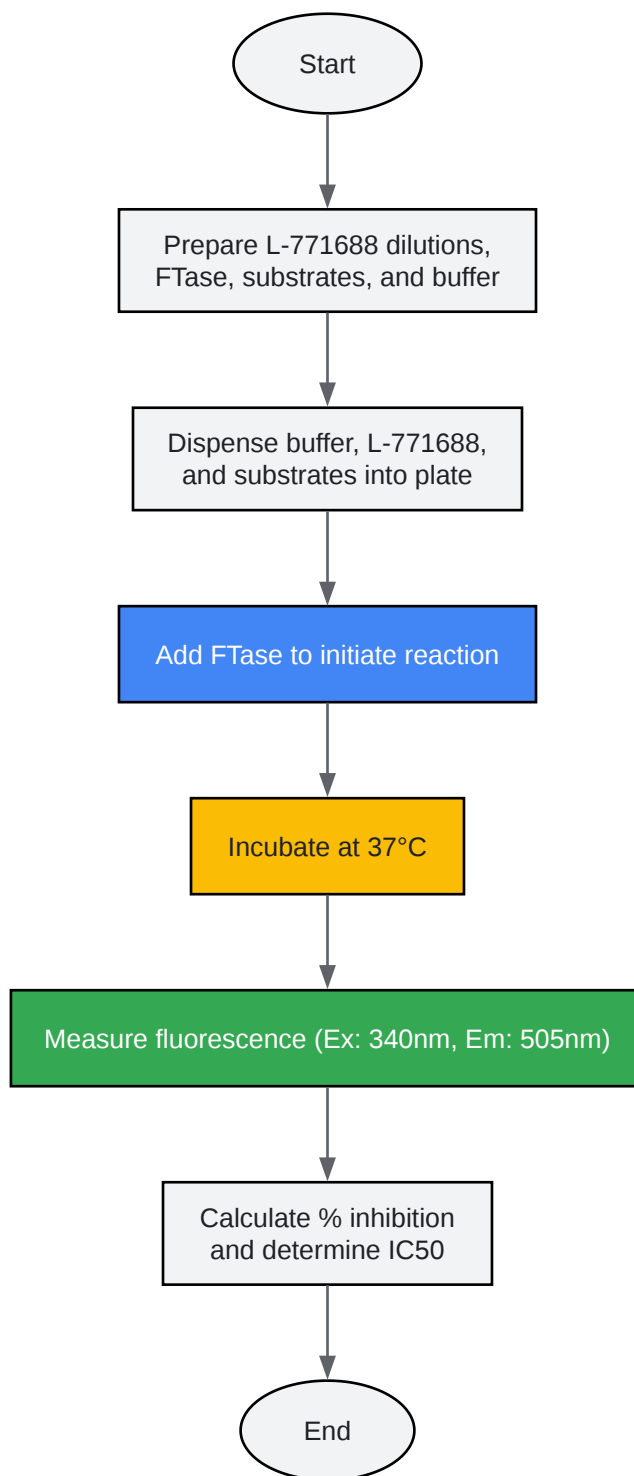 Start
Prepare L-771688 dilutions,
FTase, substrates, and buffer
Dispense buffer, L-771688,
and substrates into plate
Add FTase to initiate reaction
Incubate at 37°C
Measure fluorescence (Ex: 340nm, Em: 505nm)
Calculate % inhibition
and determine IC50
End